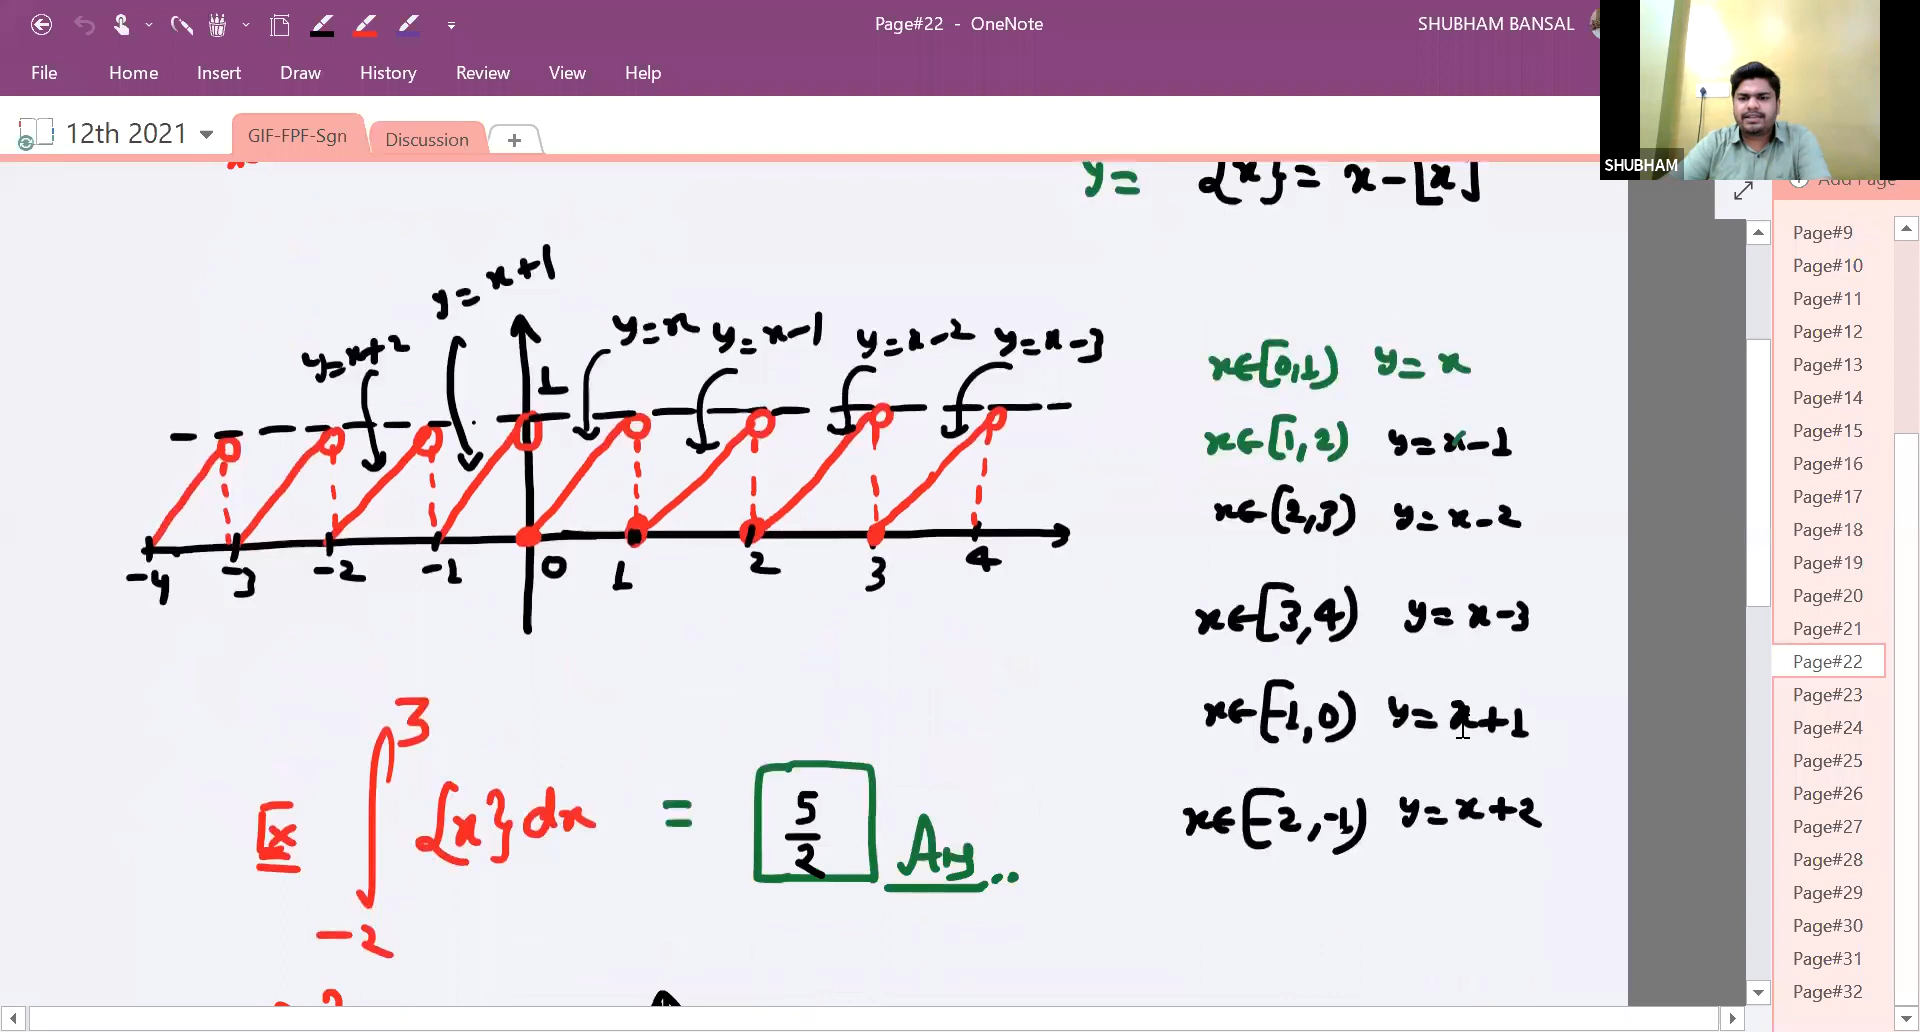 Page#22 - OneNote
SHUBHAM BANSAL
File Home Insert Draw History Review View Help
12th 2021
GIF-FPF-Sgn
Discussion
+
SHUBHAM
Add Page
y= {x} = x-[x]
y=x+1
y=x+2
y=x y=x-1 y=x-2 y=x-3
1
-4 -3 -2 -1 0 1 2 3 4
x∈[0,1) y=x
x∈[1,2) y=x-1
x∈[2,3) y=x-2
x∈[3,4) y=x-3
x∈[-1,0) y=x+1
x∈[-2,-1) y=x+2
Ex ∫_{-2}^{3} {x} dx = 5/2 Ans..
Page#9
Page#10
Page#11
Page#12
Page#13
Page#14
Page#15
Page#16
Page#17
Page#18
Page#19
Page#20
Page#21
Page#22
Page#23
Page#24
Page#25
Page#26
Page#27
Page#28
Page#29
Page#30
Page#31
Page#32